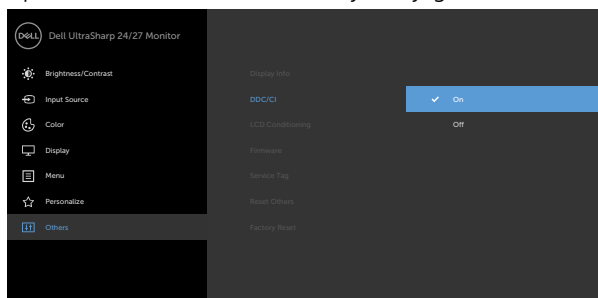 DELL Dell UltraSharp 24/27 Monitor
Brightness/Contrast Display Info
Input Source DDC/CI ✓ On
Color LCD Conditioning Off
Display Firmware
Menu Service Tag
Personalize Reset Others
Others Factory Reset